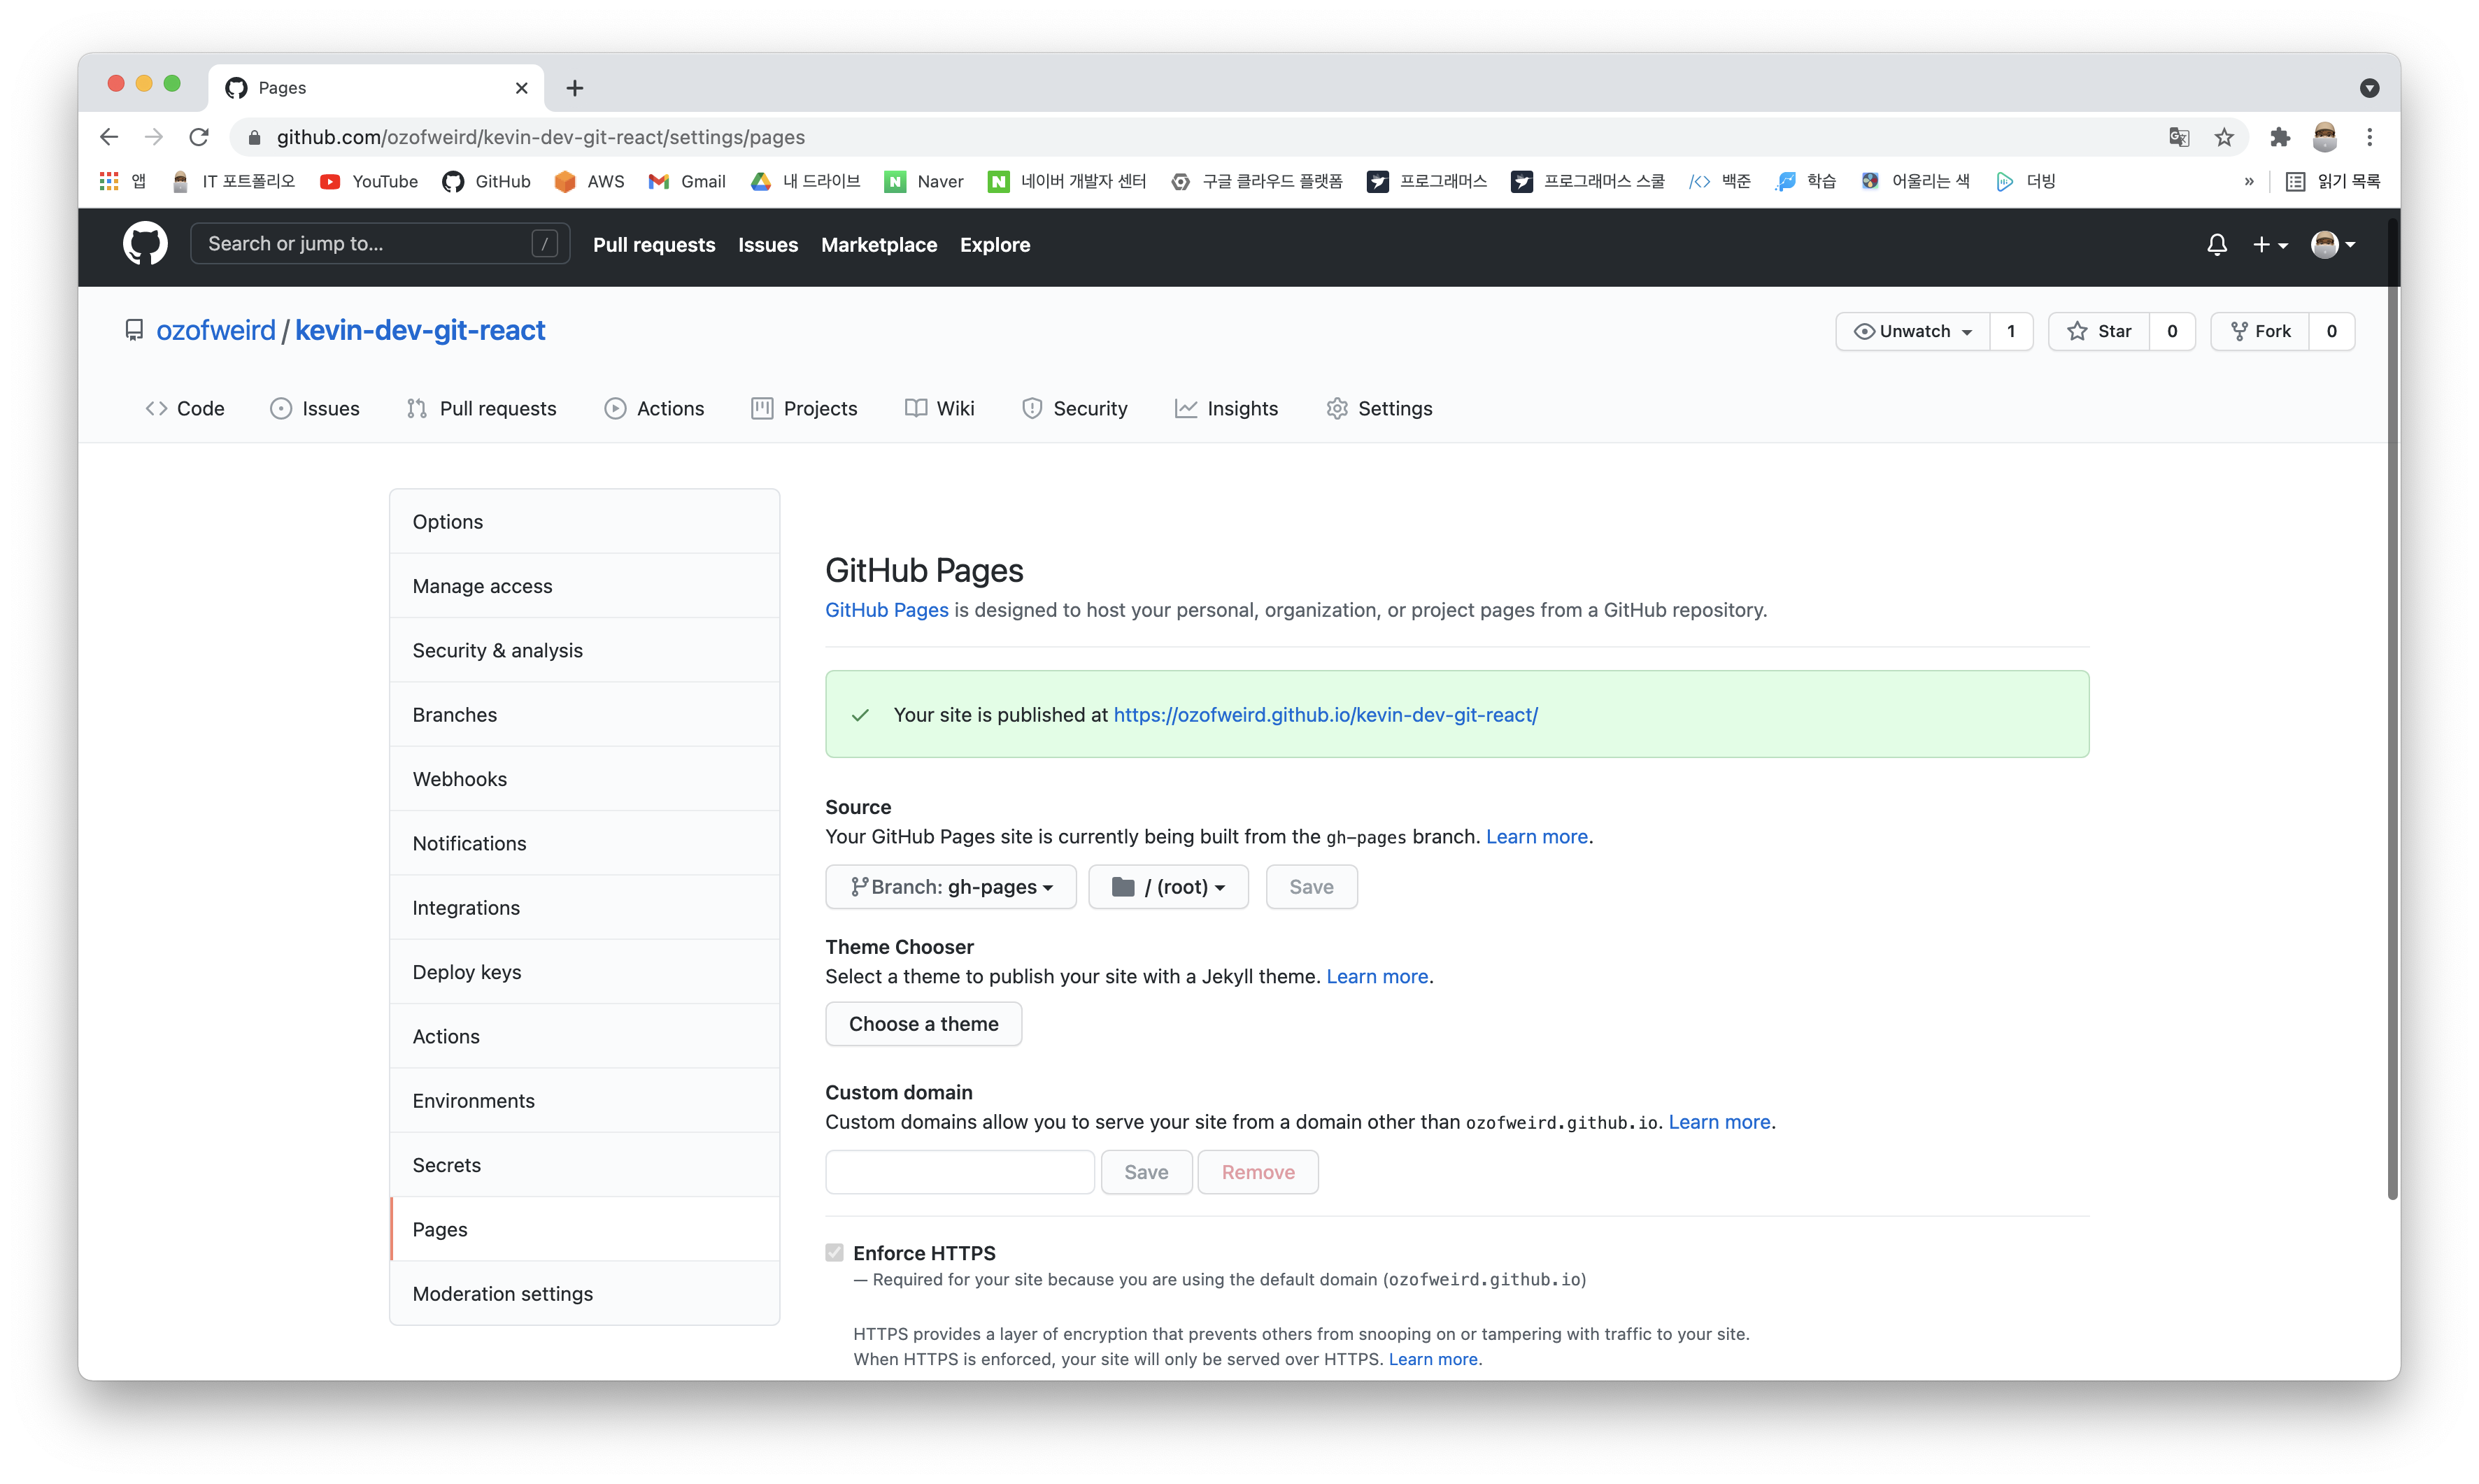 Pages
github.com/ozofweird/kevin-dev-git-react/settings/pages
앱 IT 포트폴리오 YouTube GitHub AWS Gmail 내 드라이브 Naver 네이버 개발자 센터 구글 클라우드 플랫폼 프로그래머스 프로그래머스 스쿨 백준 학습 어울리는 색 더빙 » 읽기 목록
Search or jump to... / Pull requests Issues Marketplace Explore
ozofweird / kevin-dev-git-react Unwatch 1 Star 0 Fork 0
Code Issues Pull requests Actions Projects Wiki Security Insights Settings
Options
Manage access
Security & analysis
Branches
Webhooks
Notifications
Integrations
Deploy keys
Actions
Environments
Secrets
Pages
Moderation settings
GitHub Pages
GitHub Pages is designed to host your personal, organization, or project pages from a GitHub repository.
Your site is published at https://ozofweird.github.io/kevin-dev-git-react/
Source
Your GitHub Pages site is currently being built from the gh-pages branch. Learn more.
Branch: gh-pages / (root) Save
Theme Chooser
Select a theme to publish your site with a Jekyll theme. Learn more.
Choose a theme
Custom domain
Custom domains allow you to serve your site from a domain other than ozofweird.github.io. Learn more.
Save Remove
Enforce HTTPS
— Required for your site because you are using the default domain (ozofweird.github.io)
HTTPS provides a layer of encryption that prevents others from snooping on or tampering with traffic to your site.
When HTTPS is enforced, your site will only be served over HTTPS. Learn more.